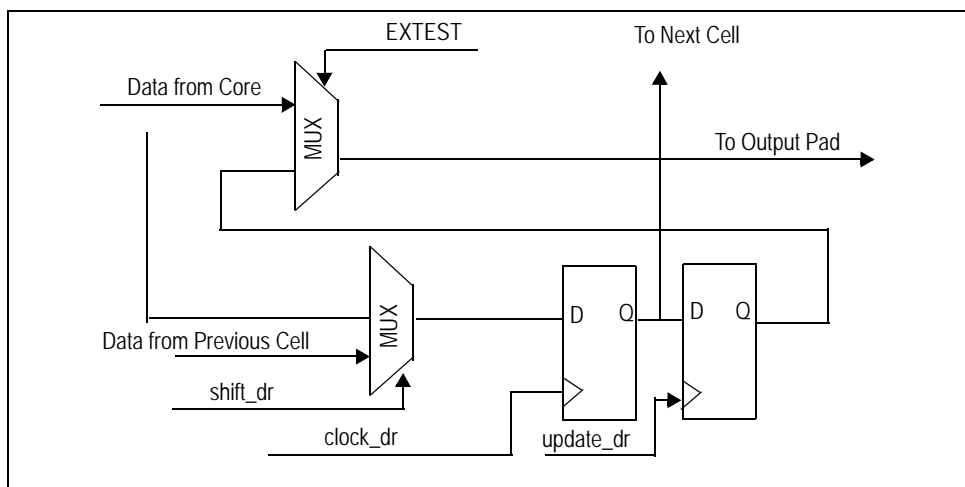 EXTEST
To Next Cell
Data from Core
MUX
To Output Pad
MUX
D
Q
D
Q
Data from Previous Cell
shift_dr
clock_dr
update_dr